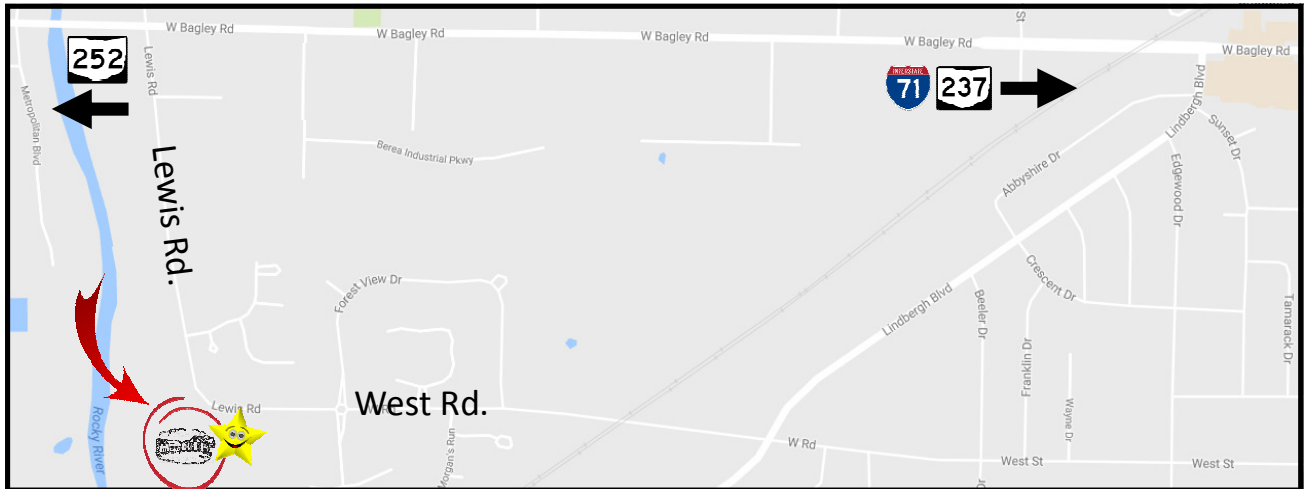 St
W Bagley Rd
W Bagley Rd
W Bagley Rd
W Bagley Rd
W Bagley Rd
252
Lewis Rd
INTERSTATE
71
237
Metropolitan Blvd
Lindbergh Blvd
Sunset Dr
Berea Industrial Pkwy
Abbyshire Dr
Edgewood Dr
Lewis Rd.
Crescent Dr
Forest View Dr
Lindbergh Blvd
Beeler Dr
Tamarack Dr
Franklin Dr
Lewis Rd
West Rd.
Wayne Dr
Rocky River
Morgan's Run
W Rd
West St
West St